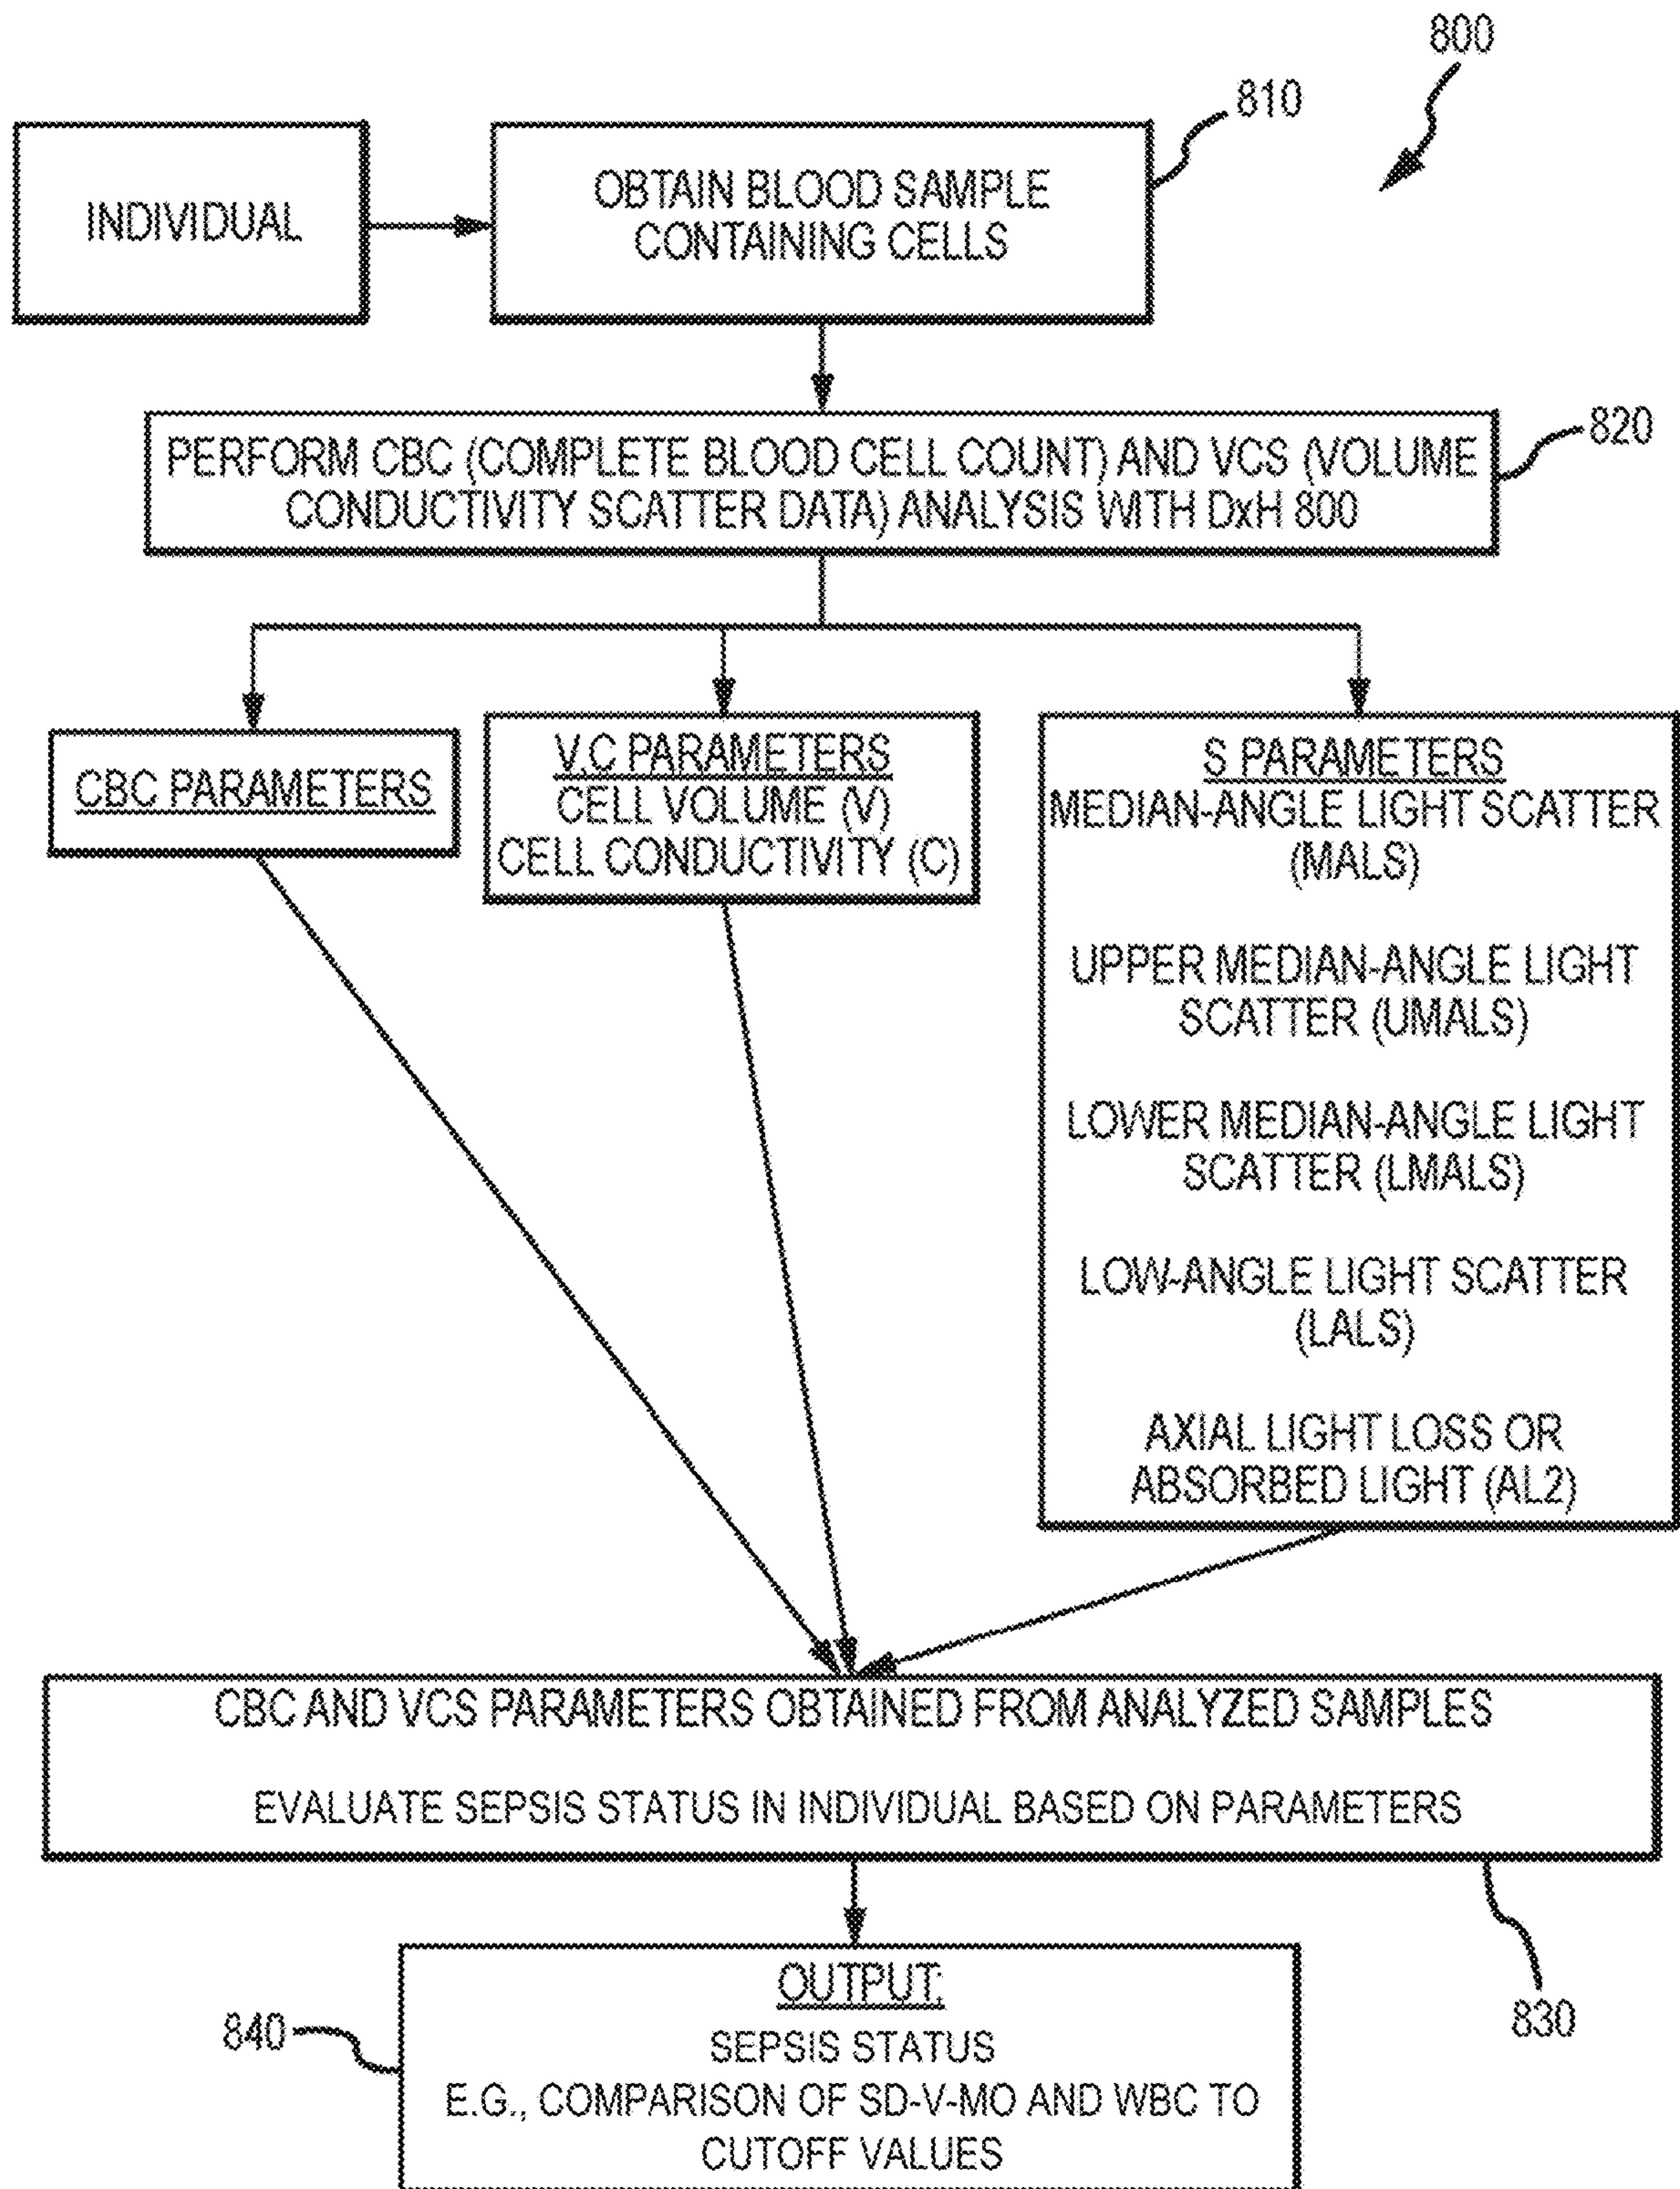 800
810
INDIVIDUAL
OBTAIN BLOOD SAMPLE
CONTAINING CELLS
820
PERFORM CBC (COMPLETE BLOOD CELL COUNT) AND VCS (VOLUME
CONDUCTIVITY SCATTER DATA) ANALYSIS WITH DxH 800
CBC PARAMETERS
V,C PARAMETERS
CELL VOLUME (V)
CELL CONDUCTIVITY (C)
S PARAMETERS
MEDIAN-ANGLE LIGHT SCATTER
(MALS)
UPPER MEDIAN-ANGLE LIGHT
SCATTER (UMALS)
LOWER MEDIAN-ANGLE LIGHT
SCATTER (LMALS)
LOW-ANGLE LIGHT SCATTER
(LALS)
AXIAL LIGHT LOSS OR
ABSORBED LIGHT (AL2)
CBC AND VCS PARAMETERS OBTAINED FROM ANALYZED SAMPLES
EVALUATE SEPSIS STATUS IN INDIVIDUAL BASED ON PARAMETERS
830
840
OUTPUT:
SEPSIS STATUS
E.G., COMPARISON OF SD-V-MO AND WBC TO
CUTOFF VALUES